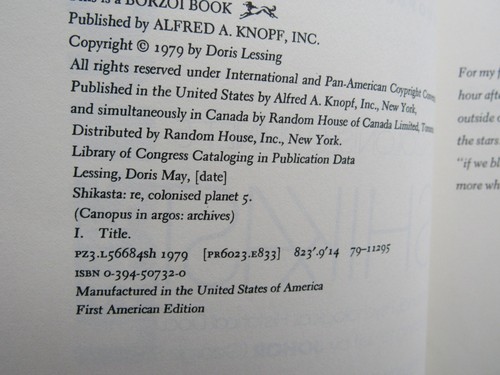 This is a BORZOI BOOK
Published by ALFRED A. KNOPF, INC.
Copyright © 1979 by Doris Lessing
All rights reserved under International and Pan-American Copyright
Published in the United States by Alfred A. Knopf, Inc., New York,
and simultaneously in Canada by Random House of Canada Limited,
Distributed by Random House, Inc., New York.
Library of Congress Cataloging in Publication Data
Lessing, Doris May, [date]
Shikasta: re, colonised planet 5.
(Canopus in argos: archives)
I. Title.
PZ3.L56684sh 1979 [PR6023.E833] 823'.9'14 79-11295
ISBN 0-394-50732-0
Manufactured in the United States of America
First American Edition
For my
hour
outside
the stars
"if we
more